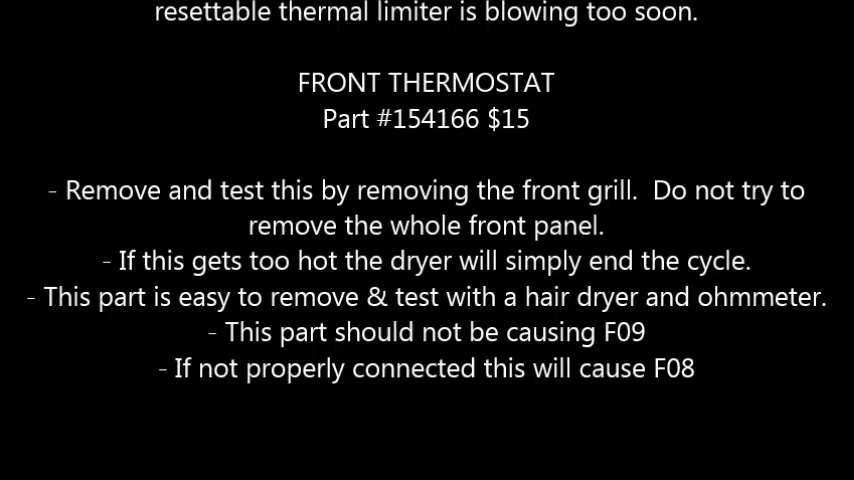 resettable thermal limiter is blowing too soon.
FRONT THERMOSTAT
Part #154166 $15
- Remove and test this by removing the front grill.  Do not try to
remove the whole front panel.
- If this gets too hot the dryer will simply end the cycle.
- This part is easy to remove & test with a hair dryer and ohmmeter.
- This part should not be causing F09
- If not properly connected this will cause F08